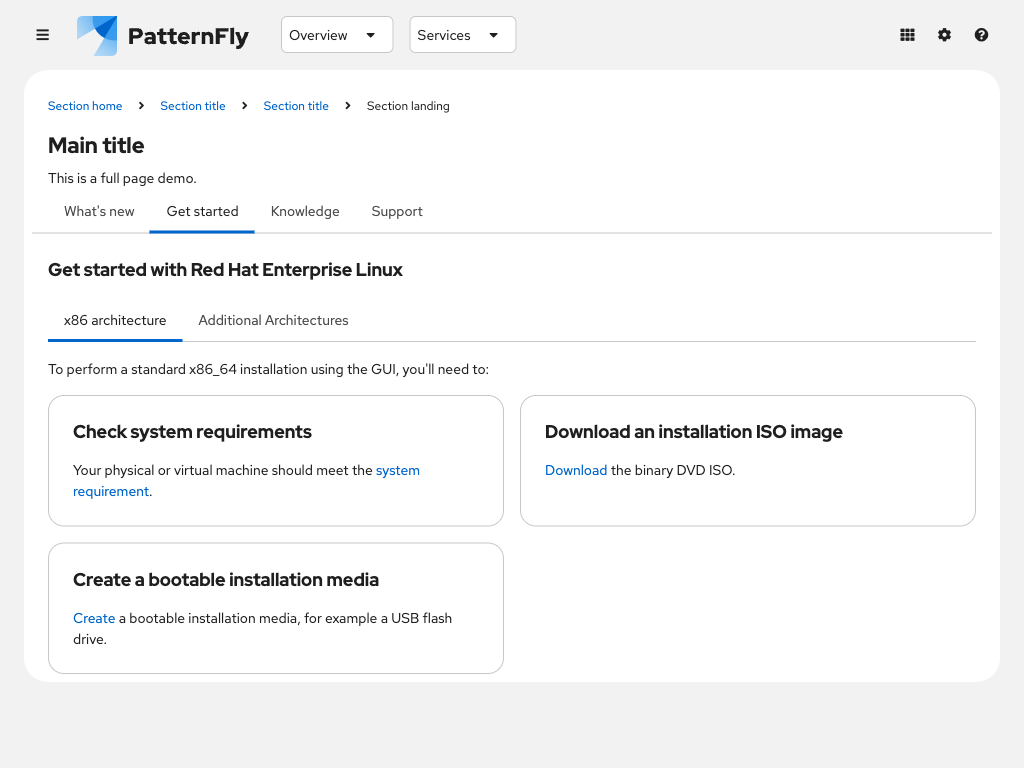 PatternFly Overview Services
Section home Section title Section title Section landing
Main title
This is a full page demo.
What's new Get started Knowledge Support
Get started with Red Hat Enterprise Linux
x86 architecture Additional Architectures
To perform a standard x86_64 installation using the GUI, you'll need to:
Check system requirements
Your physical or virtual machine should meet the system
requirement.
Download an installation ISO image
Download the binary DVD ISO.
Create a bootable installation media
Create a bootable installation media, for example a USB flash
drive.